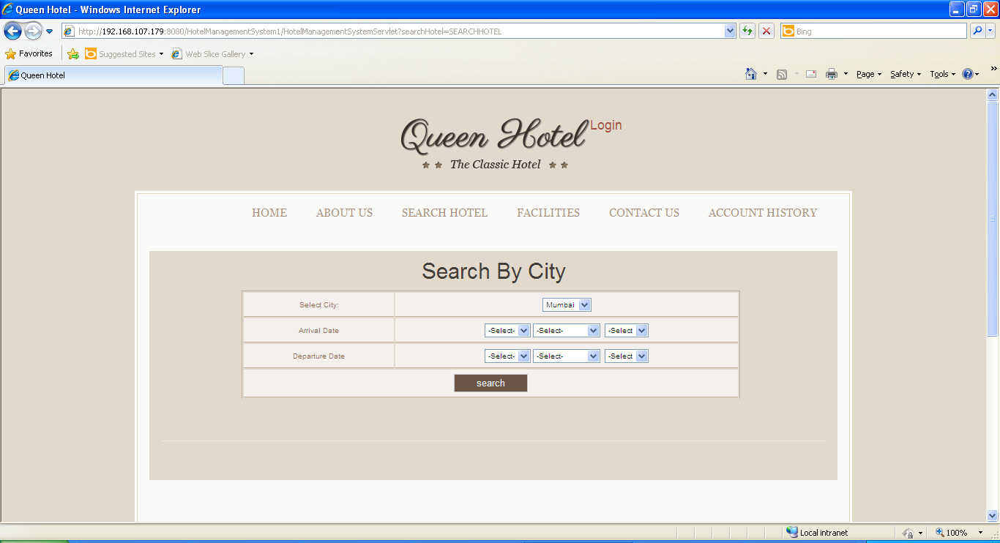 Queen Hotel - Windows Internet Explorer
http://192.168.107.179:8080/HotelManagementSystem1/HotelManagementSystemServlet?searchHotel=SEARCHHOTEL
Bing
Favorites Suggested Sites Web Slice Gallery
Queen Hotel
Page Safety Tools
Queen Hotel Login
The Classic Hotel
HOME ABOUT US SEARCH HOTEL FACILITIES CONTACT US ACCOUNT HISTORY
Search By City
Select City: Mumbai
Arrival Date -Select- -Select- -Select
Departure Date -Select- -Select- -Select
search
Local intranet 100%